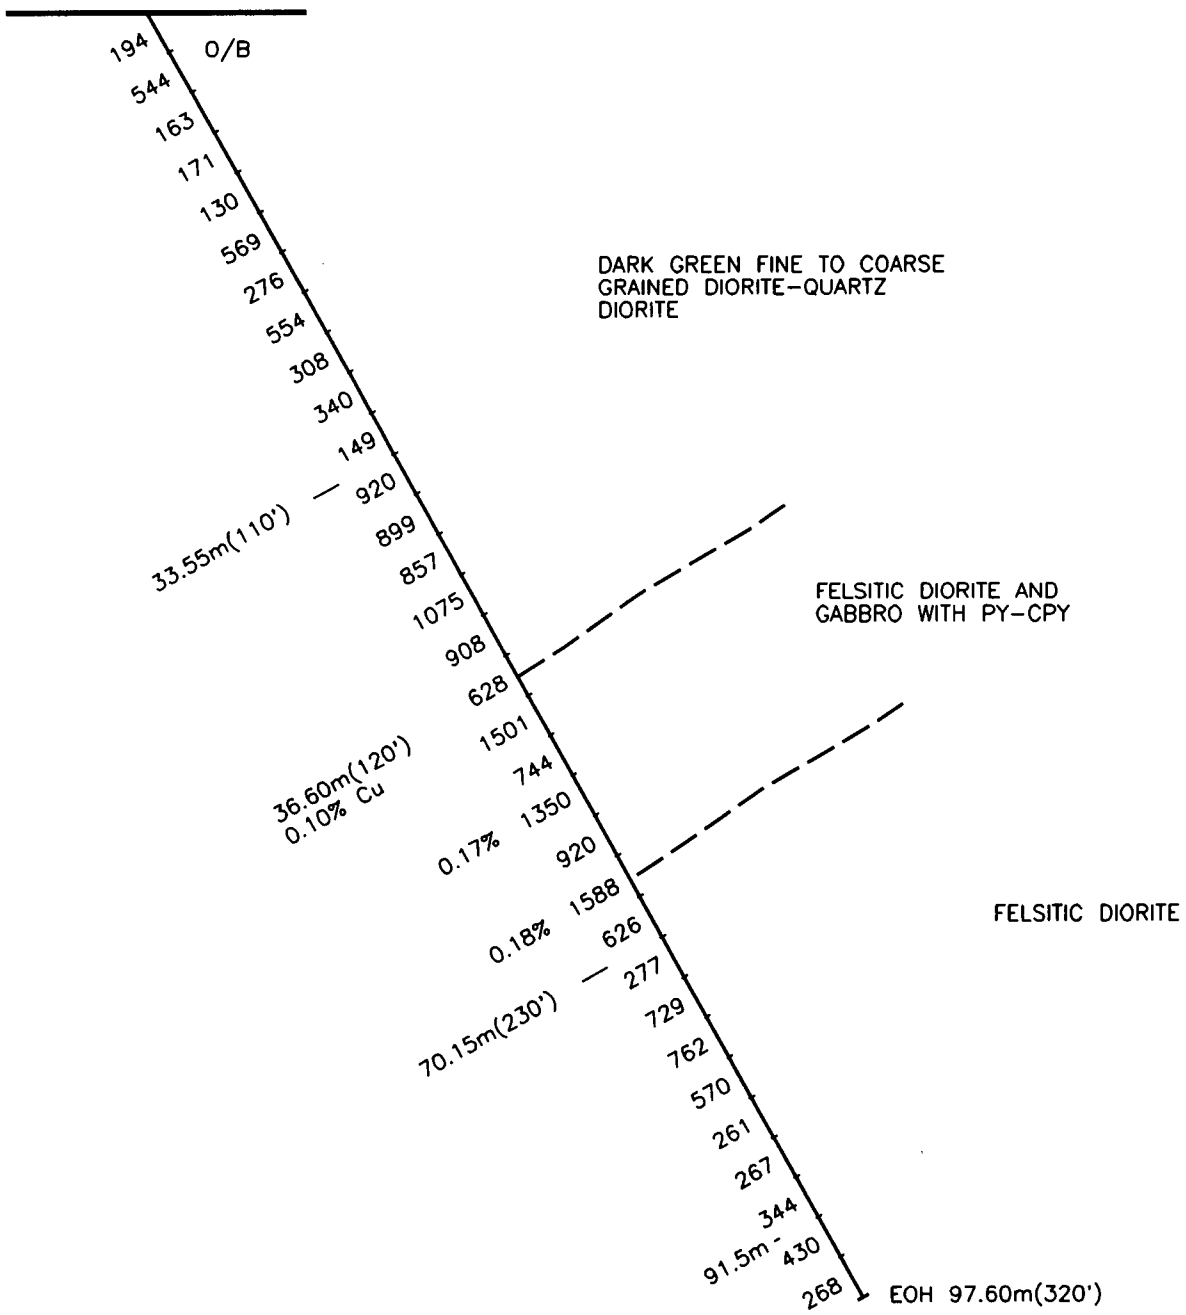 194
O/B
544
163
171
130
569
276
DARK GREEN FINE TO COARSE
GRAINED DIORITE-QUARTZ
DIORITE
554
308
340
149
920
33.55m(110')
899
857
1075
FELSITIC DIORITE AND
GABBRO WITH PY-CPY
908
628
1501
36.60m(120')
0.10% Cu
744
0.17% 1350
920
0.18% 1588
FELSITIC DIORITE
626
277
70.15m(230')
729
762
570
261
267
344
91.5m
430
268
EOH 97.60m(320')